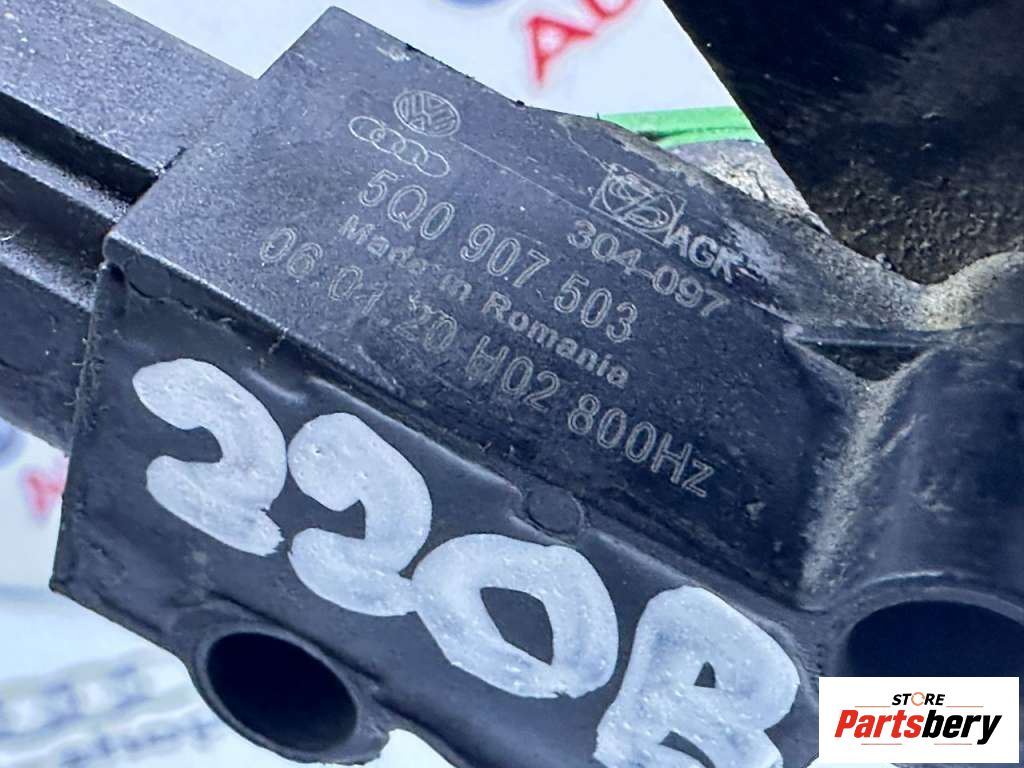 5Q0 907 503
Made in Romania
06.01.20 H02 800Hz
AGK
304-097
220B
STORE
Partsbery